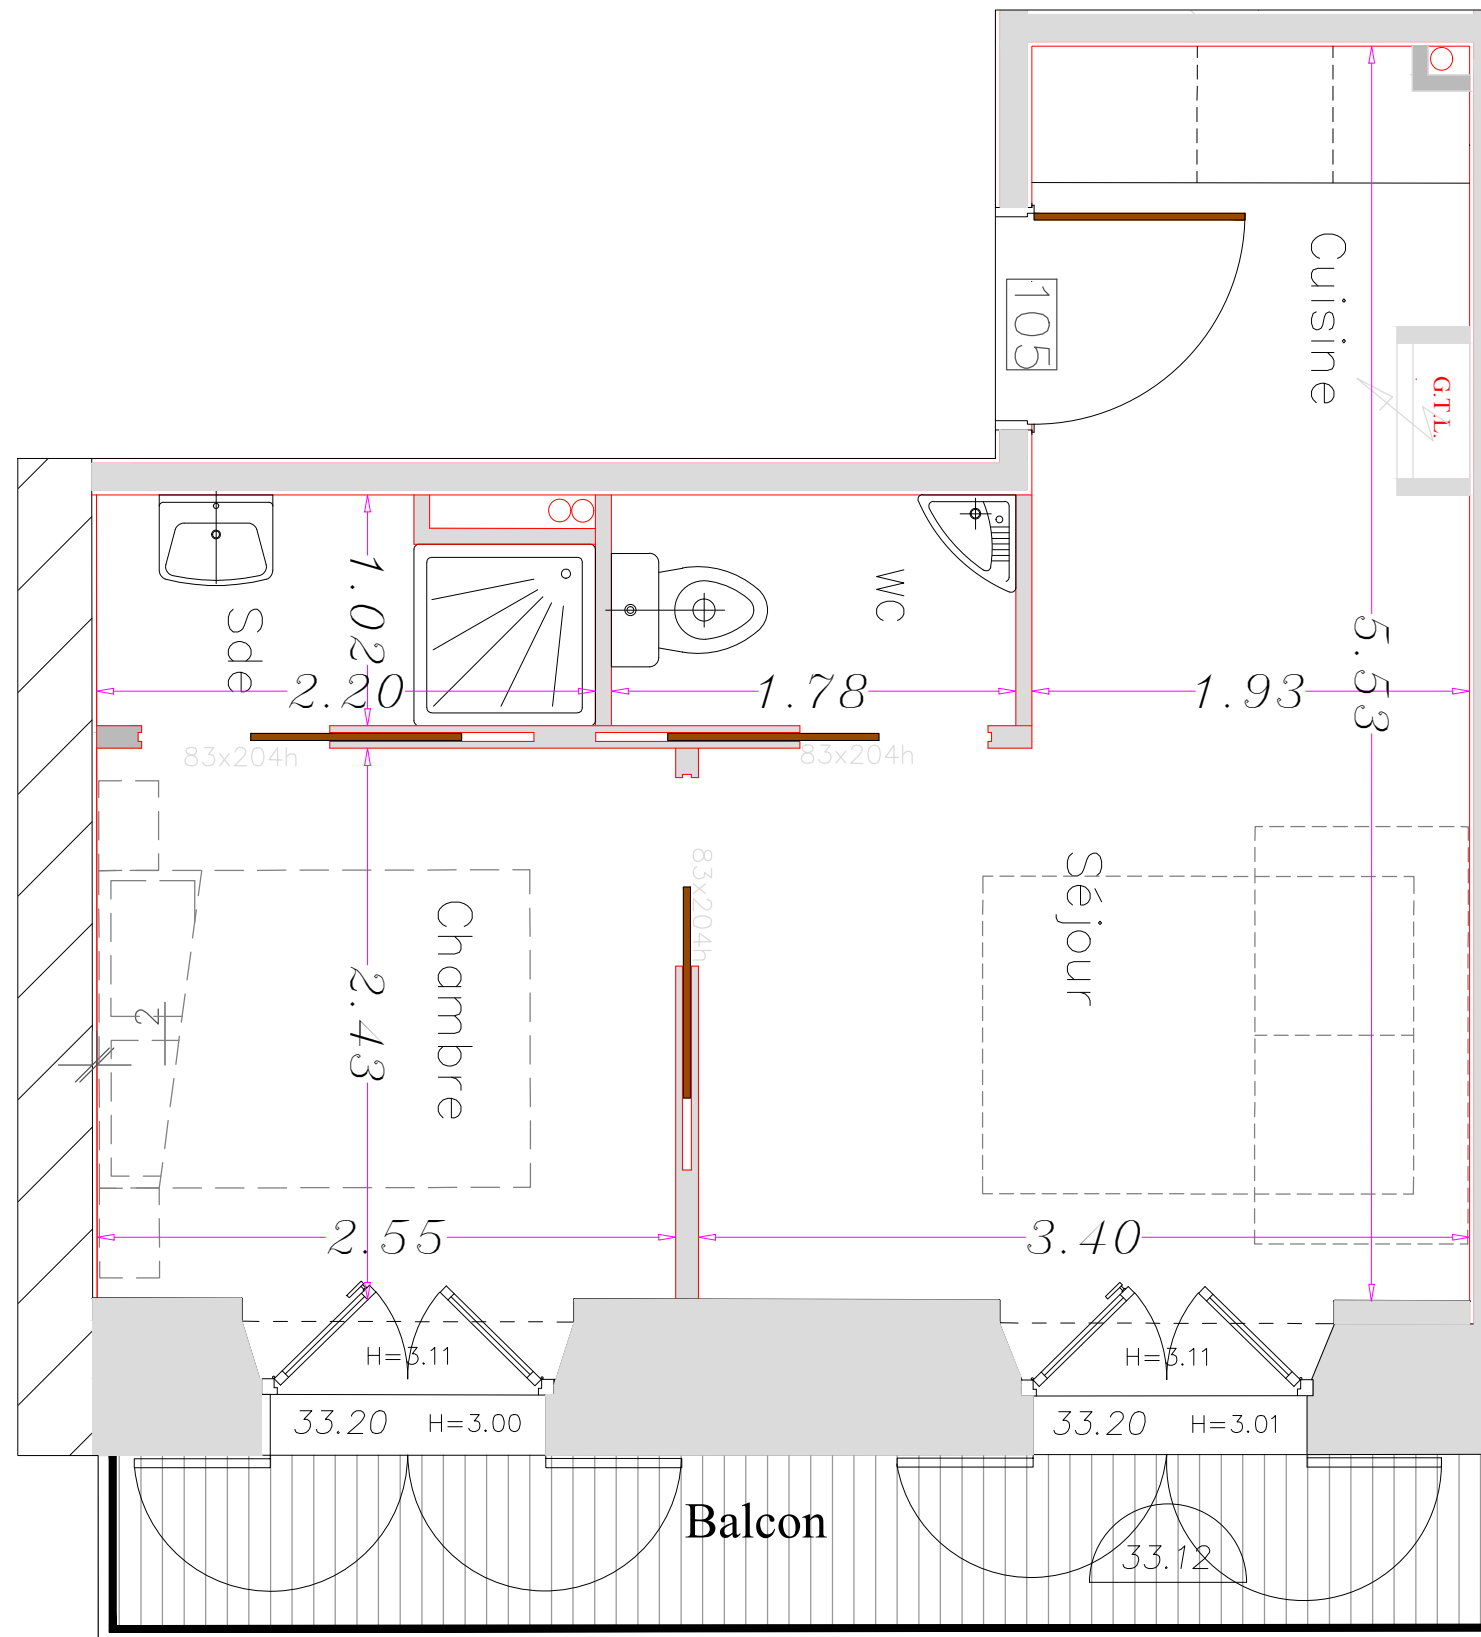 Cuisine
105
G.T.L.
1.02
WC
Sde
5.53
2.20
1.78
1.93
83x204h
83x204h
83x204h
Séjour
Chambre
2
2.43
2.55
3.40
H=3.11
H=3.11
33.20
H=3.00
33.20
H=3.01
Balcon
33.12